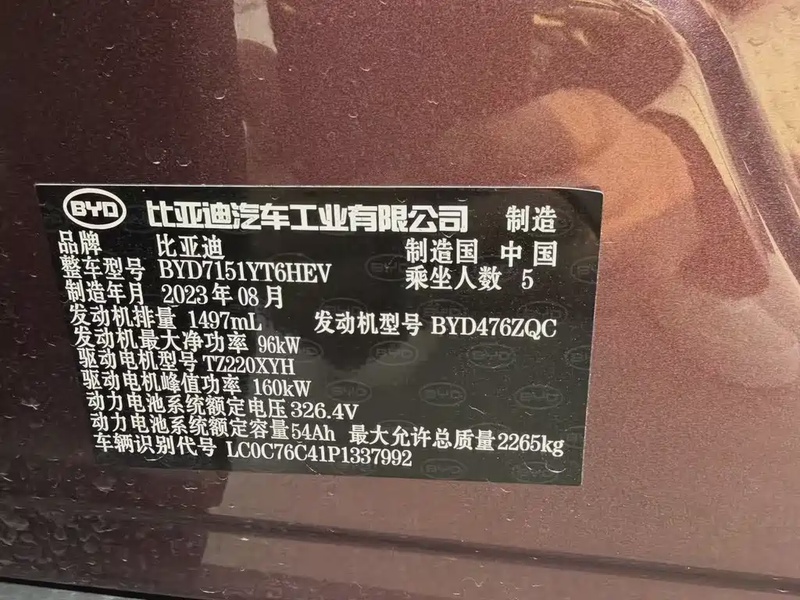 BYD 比亚迪汽车工业有限公司 制造
品牌 比亚迪 制造国 中国
整车型号 BYD7151YT6HEV 乘坐人数 5
制造年月 2023年08月
发动机排量 1497mL 发动机型号 BYD476ZQC
发动机最大净功率 96kW
驱动电机型号 TZ220XYH
驱动电机峰值功率 160kW
动力电池系统额定电压 326.4V
动力电池系统额定容量 54Ah 最大允许总质量 2265kg
车辆识别代号 LC0C76C41P1337992